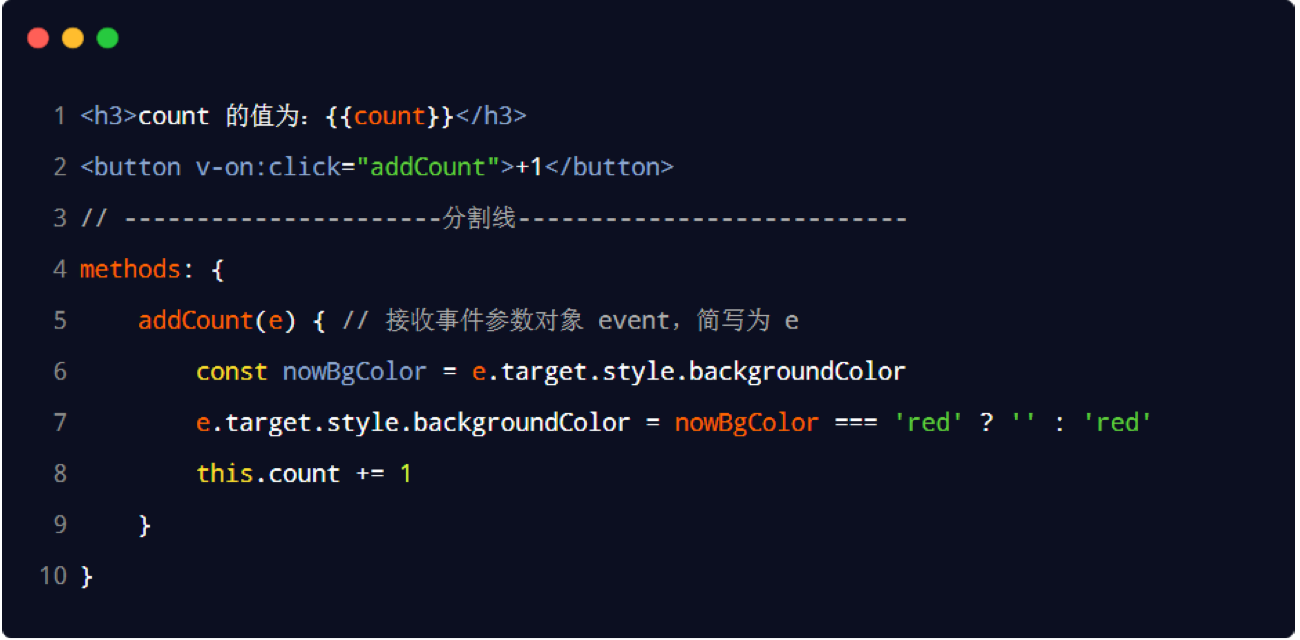 1 <h3>count 的值为：{{count}}</h3>
2 <button v-on:click="addCount">+1</button>
3 // ----------------------分割线---------------------------
4 methods: {
5 addCount(e) { // 接收事件参数对象 event，简写为 e
6 const nowBgColor = e.target.style.backgroundColor
7 e.target.style.backgroundColor = nowBgColor === 'red' ? '' : 'red'
8 this.count += 1
9 }
10 }